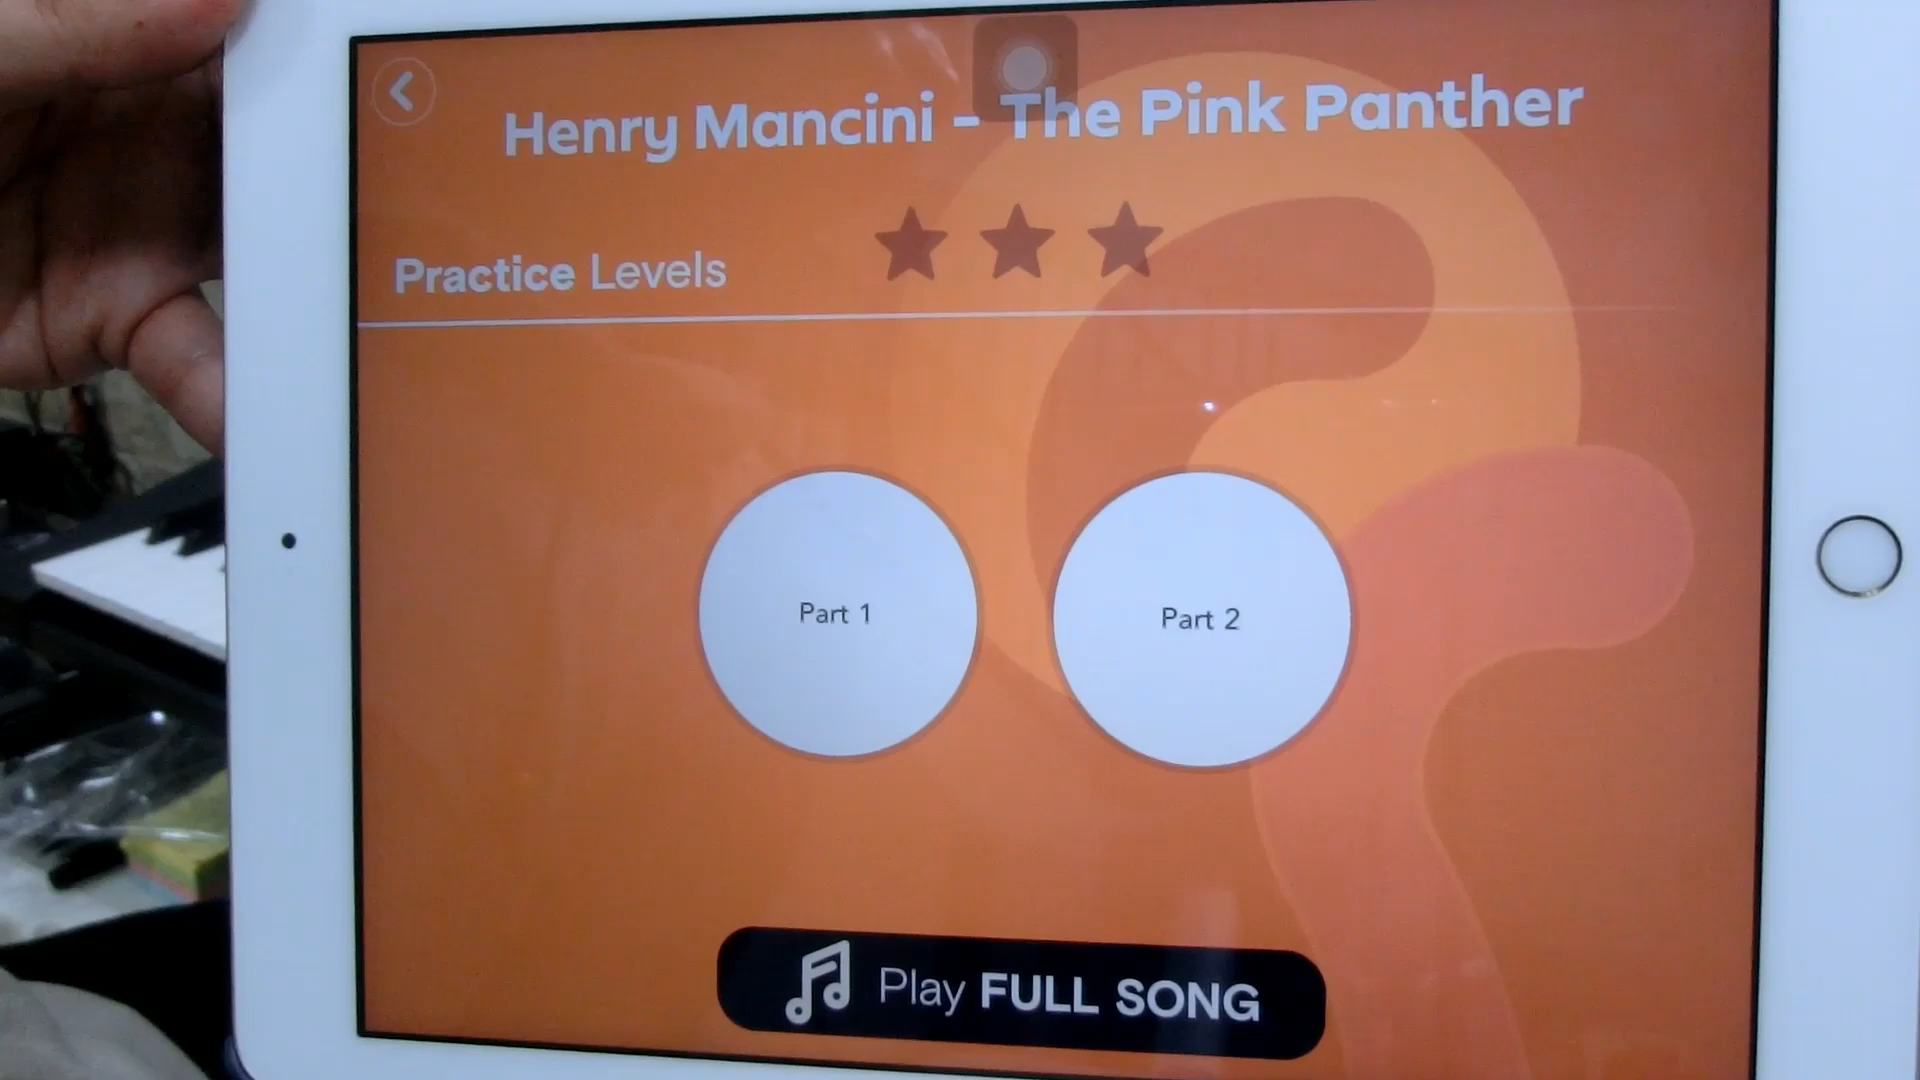 Henry Mancini - The Pink Panther
Practice Levels
Part 1
Part 2
Play FULL SONG